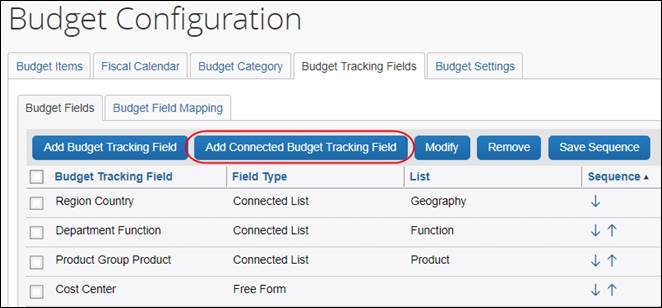 Budget Configuration
Budget Items Fiscal Calendar Budget Category Budget Tracking Fields Budget Settings
Budget Fields Budget Field Mapping
Add Budget Tracking Field Add Connected Budget Tracking Field Modify Remove Save Sequence
Budget Tracking Field Field Type List Sequence ▲
Region Country Connected List Geography ↓
Department Function Connected List Function ↓ ↑
Product Group Product Connected List Product ↓ ↑
Cost Center Free Form ↓ ↑